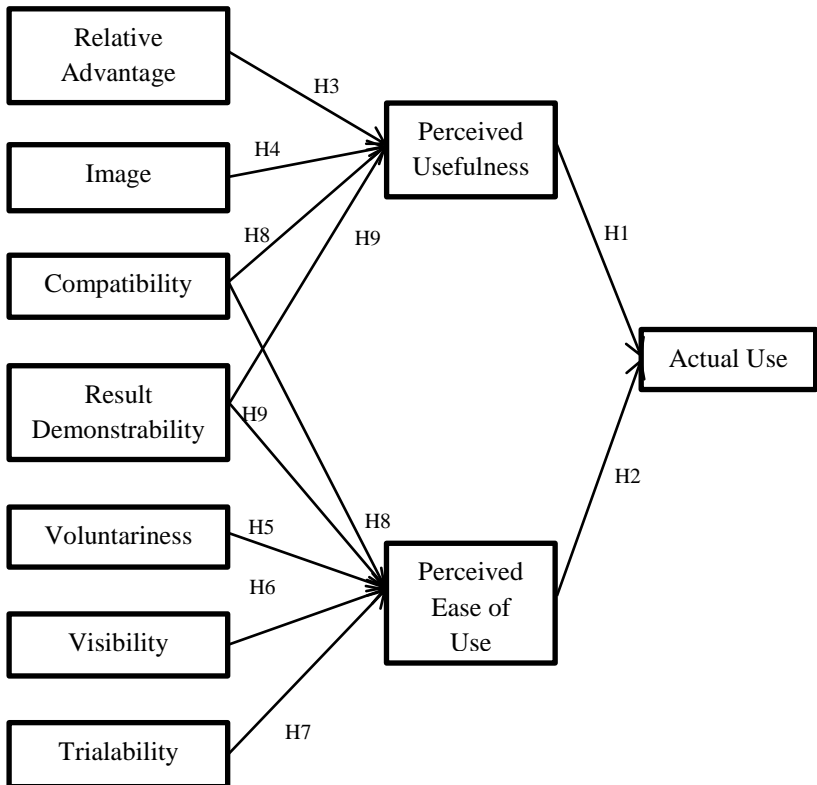 Relative
Advantage
H3
Perceived
Usefulness
Image
H4
H8
H9
H1
Compatibility
Actual Use
Result
Demonstrability
H9
H2
Voluntariness
H5
H8
Perceived
Ease of
Use
H6
Visibility
H7
Trialability